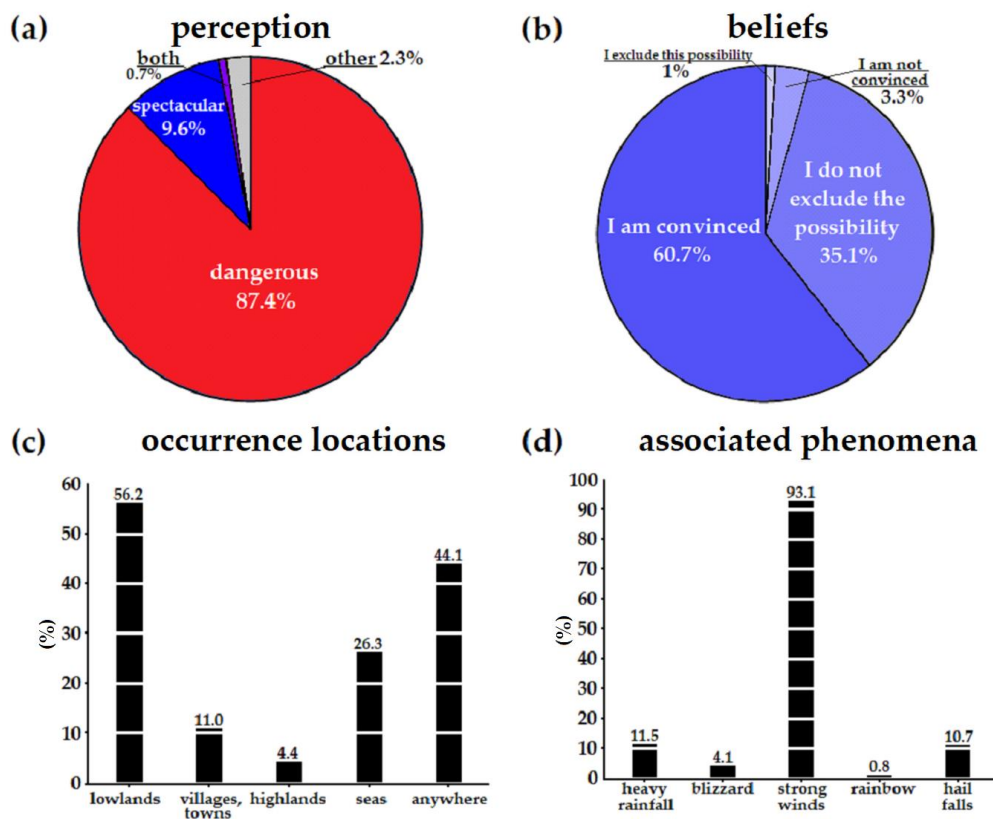 (a) perception
both
0.7%
other 2.3%
spectacular
9.6%
dangerous
87.4%
(b) beliefs
I exclude this possibility
1%
I am not
convinced
3.3%
I do not
exclude the
possibility
35.1%
I am convinced
60.7%
(c) occurrence locations
(%)
60
50
40
30
20
10
0
56.2
11.0
4.4
26.3
44.1
lowlands
villages,
towns
highlands
seas
anywhere
(d) associated phenomena
(%)
100
90
80
70
60
50
40
30
20
10
0
11.5
4.1
93.1
0.8
10.7
heavy
rainfall
blizzard
strong
winds
rainbow
hail
falls